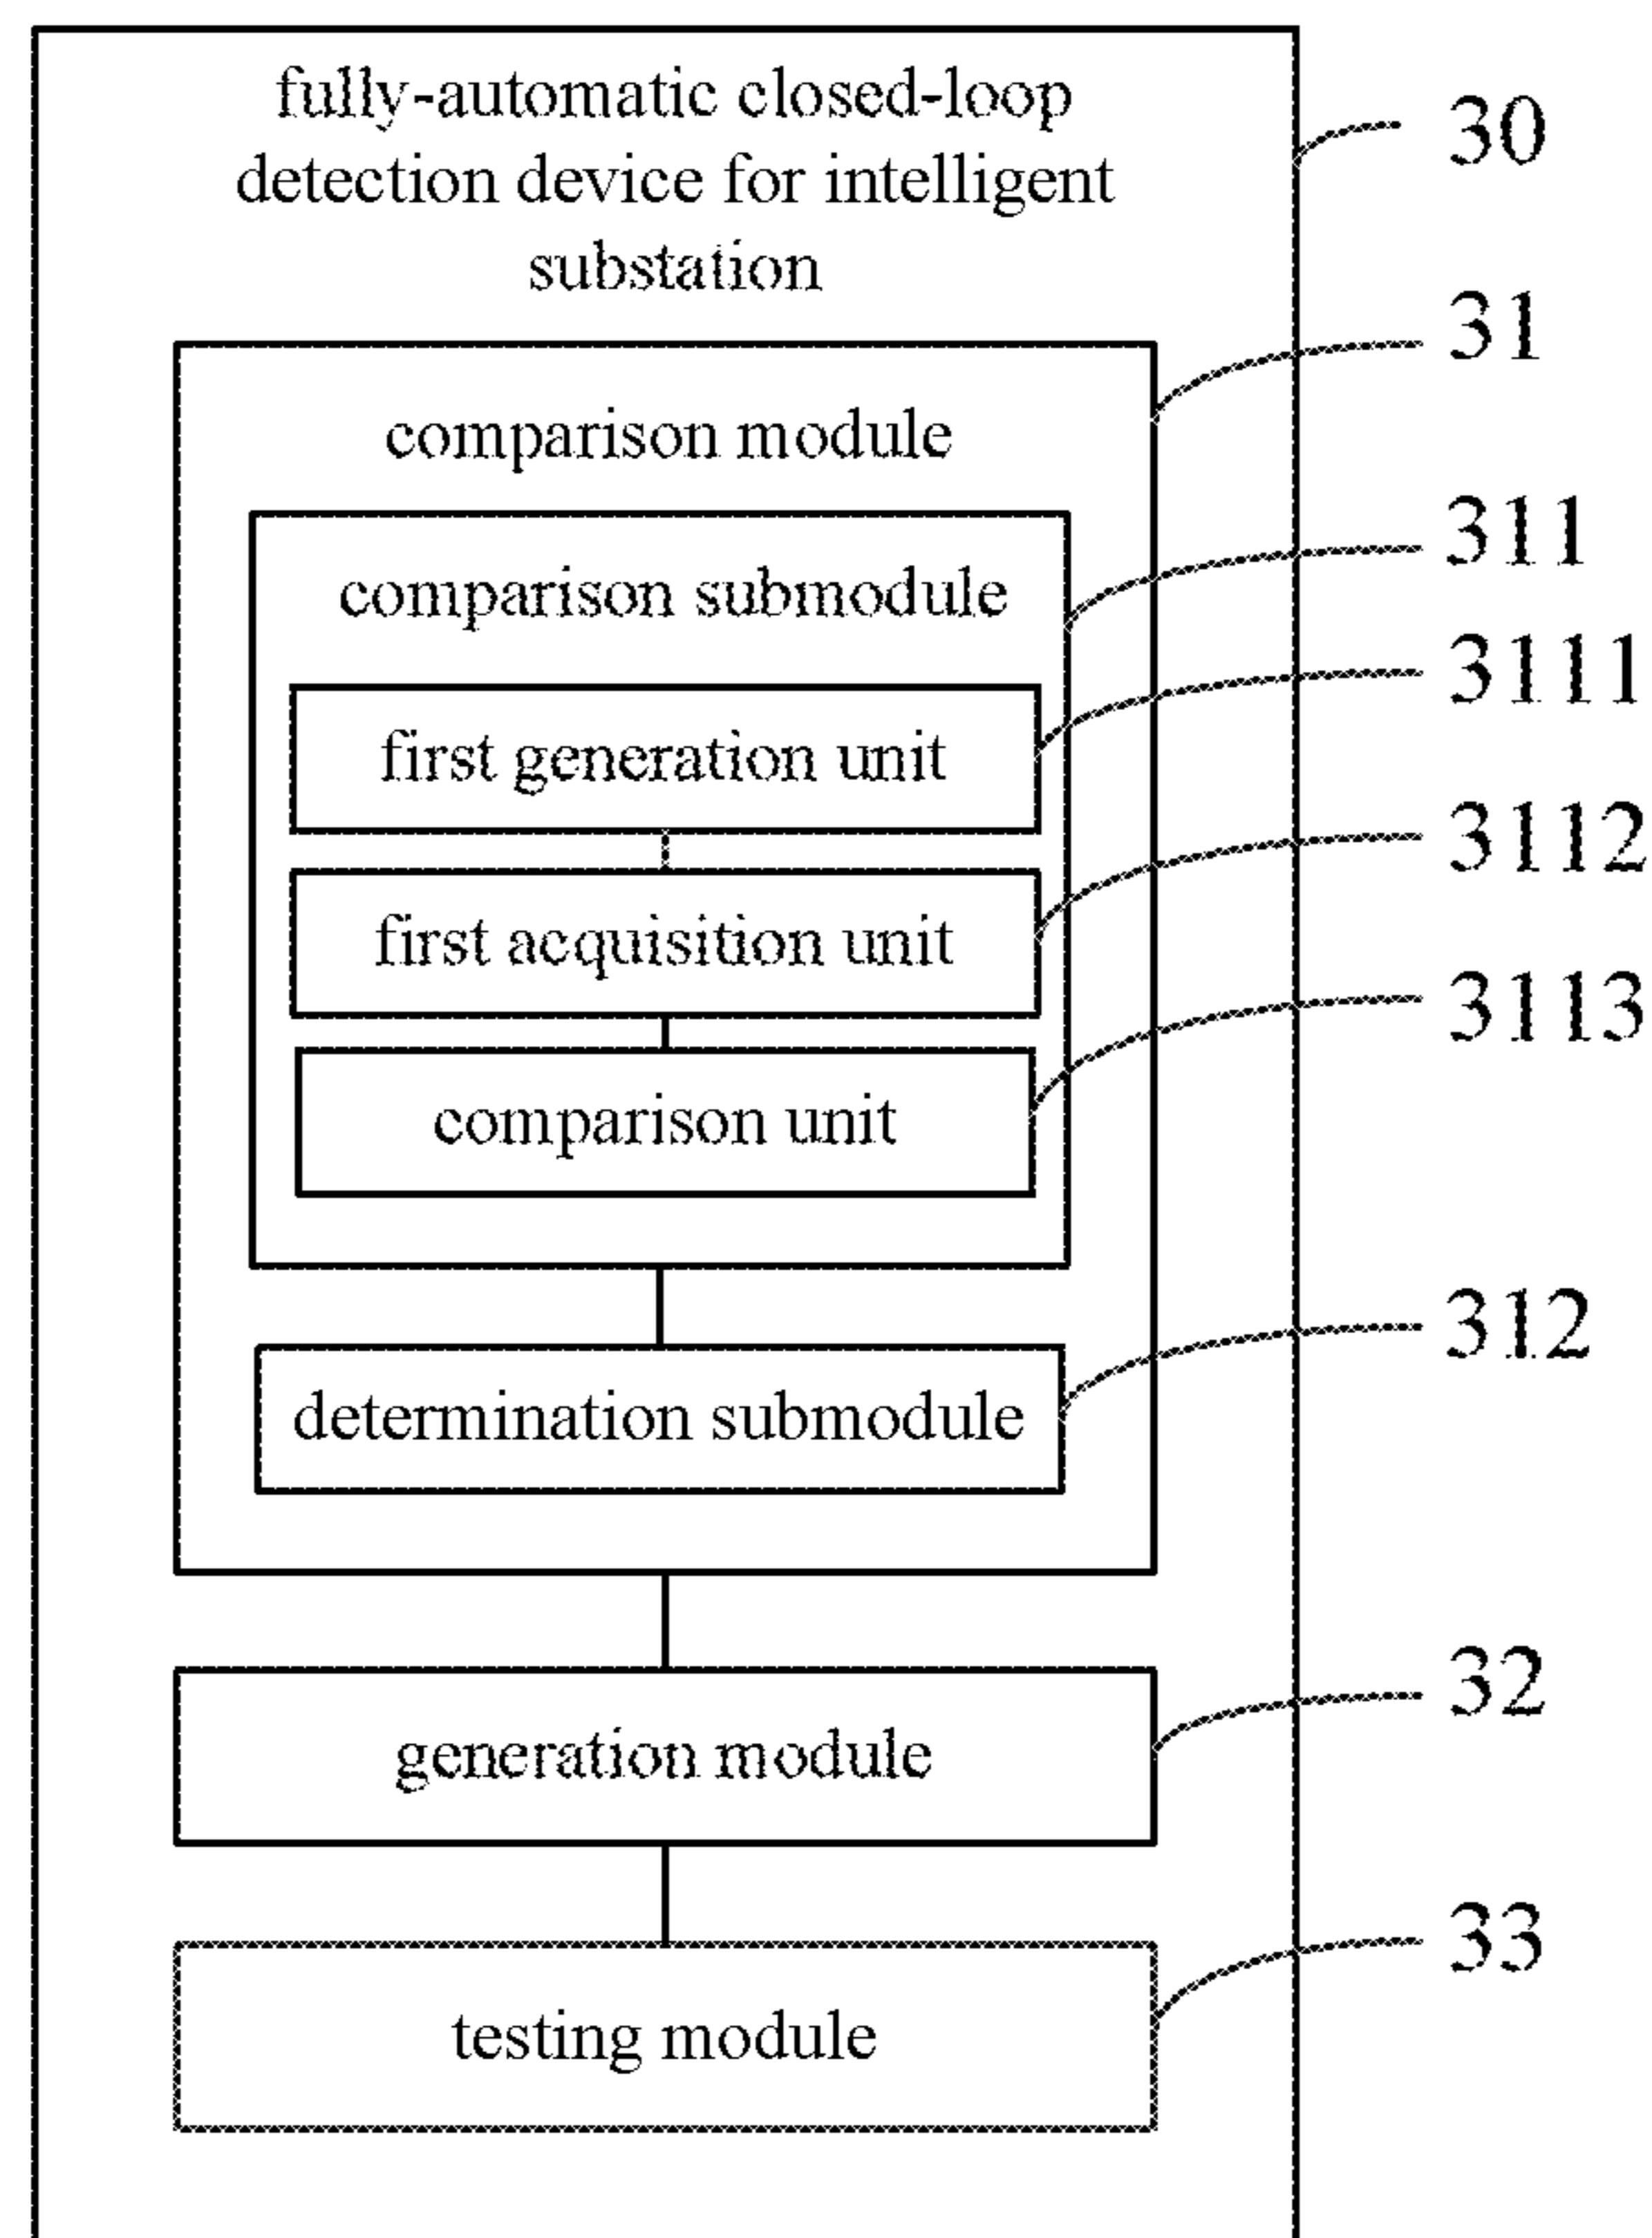 fully-automatic closed-loop
detection device for intelligent
substation
30
31
comparison module
311
comparison submodule
3111
first generation unit
3112
first acquisition unit
3113
comparison unit
312
determination submodule
32
generation module
33
testing module